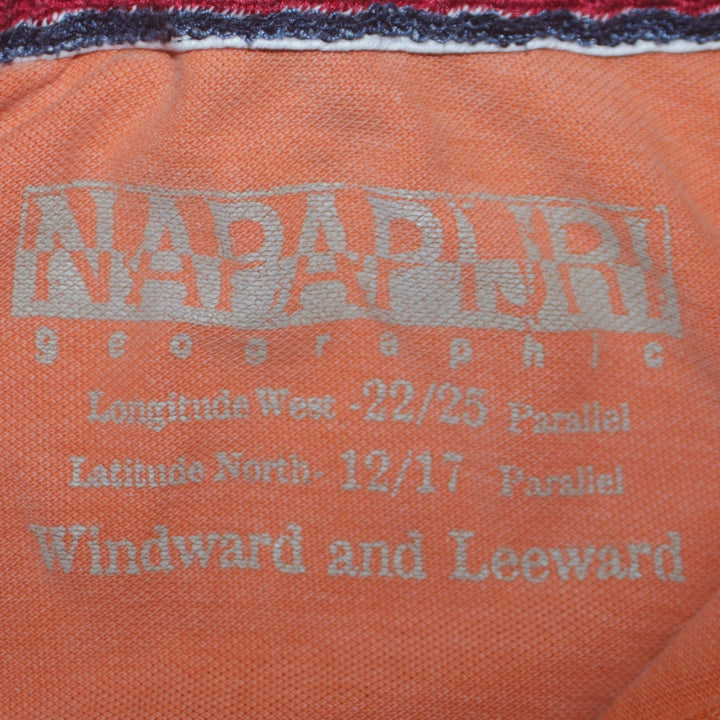 NAPAPIJRI
geographic
Longitude West -22/25 Parallel
Latitude North- 12/17 Parallel
Windward and Leeward